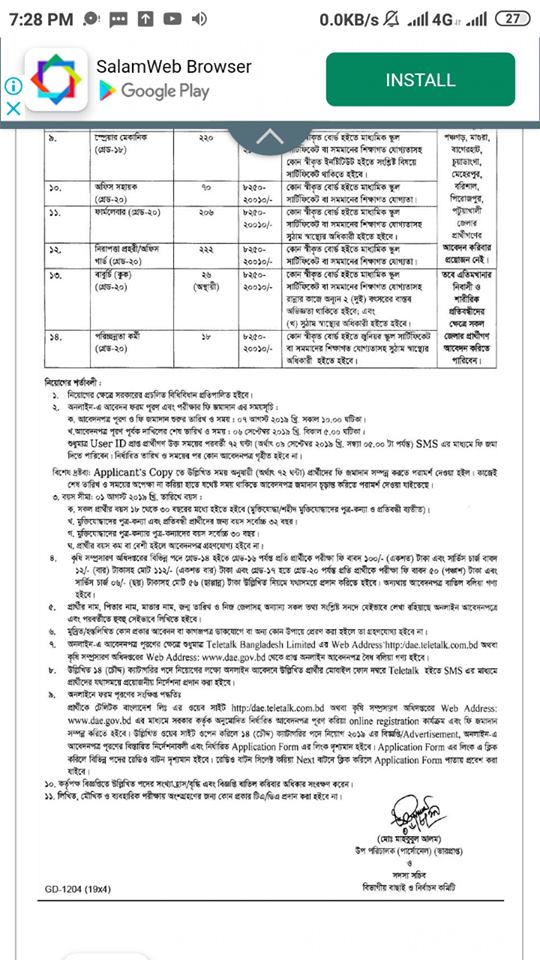 7:28 PM
0.0KB/s
4G
27
SalamWeb Browser
Google Play
INSTALL
৯. স্প্রেয়ার মেকানিক (গ্রেড-১৮) ২২০ স্বীকৃত বোর্ড হইতে মাধ্যমিক স্কুল
সার্টিফিকেট বা সমমানের শিক্ষাগত যোগ্যতাসহ
কোন স্বীকৃত ইনস্টিটিউট হইতে সংশ্লিষ্ট বিষয়ে
সার্টিফিকেট থাকিতে হইবে।
১০. অফিস সহায়ক (গ্রেড-২০) ৭০ ৮২৫০-২০০১০/- কোন স্বীকৃত বোর্ড হইতে মাধ্যমিক স্কুল
সার্টিফিকেট বা সমমানের শিক্ষাগত যোগ্যতা।
১১. ফার্মলেবার (গ্রেড-২০) ২০৬ ৮২৫০-২০০১০/- কোন স্বীকৃত বোর্ড হইতে মাধ্যমিক স্কুল
সার্টিফিকেট বা সমমানের শিক্ষাগত যোগ্যতাসহ
সুঠাম স্বাস্থ্যের অধিকারী হইতে হইবে।
১২. নিরাপত্তা প্রহরী/অফিস গার্ড (গ্রেড-২০) ২২২ ৮২৫০-২০০১০/- কোন স্বীকৃত বোর্ড হইতে মাধ্যমিক স্কুল
সার্টিফিকেট বা সমমানের শিক্ষাগত যোগ্যতা।
১৩. বাবুর্চি (কুক) (গ্রেড-২০) ২৬ (অস্থায়ী) ৮২৫০-২০০১০/- কোন স্বীকৃত বোর্ড হইতে মাধ্যমিক স্কুল
সার্টিফিকেট বা সমমানের শিক্ষাগত যোগ্যতাসহ
রান্নার কাজে অন্যূন ২ (দুই) বৎসরের বাস্তব
অভিজ্ঞতা থাকিতে হইবে; এবং
(খ) সুঠাম স্বাস্থ্যের অধিকারী হইতে হইবে।
১৪. পরিচ্ছন্নতা কর্মী (গ্রেড-২০) ১৮ ৮২৫০-২০০১০/- কোন স্বীকৃত বোর্ড হইতে জুনিয়র স্কুল সার্টিফিকেট
বা সমমানের শিক্ষাগত যোগ্যতাসহ সুঠাম স্বাস্থ্যের
অধিকারী হইতে হইবে।
পঞ্চগড়, মাগুরা,
বাগেরহাট,
চুয়াডাংগা,
মেহেরপুর,
বরিশাল,
পিরোজপুর,
পটুয়াখালী
জেলার
প্রার্থীগণের
আবেদন করিবার
প্রয়োজন নেই।
তবে এতিমখানার
নিবাসী ও
শারীরিক
প্রতিবন্ধীদের
ক্ষেত্রে সকল
জেলার প্রার্থীগণ
আবেদন করিতে
পারিবেন।
নিয়োগের শর্তাবলী:
১. নিয়োগের ক্ষেত্রে সরকারের প্রচলিত বিধিবিধান প্রতিপালিত হইবে।
২. অনলাইন-এ আবেদন ফরম পূরণ এবং পরীক্ষার ফি জমাদান এর সময়সূচি:
ক. আবেদনপত্র পূরণ ও ফি জমাদান শুরুর তারিখ ও সময় : ০৭ আগস্ট ২০১৯ খ্রি. সকাল ১০.০০ ঘটিকা।
খ.আবেদনপত্র পূরণ পূর্বক দাখিলের শেষ তারিখ ও সময় : ০৬ সেপ্টেম্বর ২০১৯ খ্রি. বিকাল ৫.০০ ঘটিকা।
শুধুমাত্র User ID প্রাপ্ত প্রার্থীগণ উক্ত সময়ের পরবর্তী ৭২ ঘন্টা (অর্থাৎ ০৯ সেপ্টেম্বর ২০১৯ খ্রি. সন্ধ্যা ০৫.০০ টা পর্যন্ত) SMS এর মাধ্যমে ফি জমা
দিতে পারিবেন। নির্ধারিত তারিখ ও সময়ের পর কোন আবেদনপত্র গৃহীত হইবে না।
বিশেষ দ্রষ্টব্য: Applicant's Copy তে উল্লিখিত সময় অনুযায়ী (অর্থাৎ ৭২ ঘন্টা) প্রার্থীদের ফি জমাদান সম্পন্ন করতে পরামর্শ দেওয়া হইল। কাজেই
শেষ তারিখ ও সময়ের অপেক্ষা না করিয়া হাতে যথেষ্ট সময় থাকিতে আবেদনপত্র জমাদান চূড়ান্ত করিতে পরামর্শ দেওয়া যাইতেছে।
৩. বয়স সীমা: ০১ আগস্ট ২০১৯ খ্রি. তারিখে বয়স:
ক. সকল প্রার্থীর বয়স ১৮ থেকে ৩০ বছরের মধ্যে হইতে হইবে (মুক্তিযোদ্ধা/শহীদ মুক্তিযোদ্ধাদের পুত্র-কন্যা ও প্রতিবন্ধী ব্যতীত)।
খ. মুক্তিযোদ্ধাদের পুত্র-কন্যা এবং প্রতিবন্ধী প্রার্থীদের জন্য বয়স সর্বোচ্চ ৩২ বছর।
গ. মুক্তিযোদ্ধাদের পুত্র-কন্যার পুত্র-কন্যাদের বয়স সর্বোচ্চ ৩০ বছর।
ঘ. প্রার্থীর বয়স কম বা বেশী হইলে আবেদনপত্র গ্রহণযোগ্য হইবে না।
৪. কৃষি সম্প্রসারণ অধিদপ্তরের বিভিন্ন পদে গ্রেড-১৪ হইতে গ্রেড-১৬ পর্যন্ত প্রতি প্রার্থীকে পরীক্ষা ফি বাবদ ১০০/- (একশত) টাকা এবং সার্ভিস চার্জ বাবদ
১২/- (বার) টাকাসহ মোট ১১২/- (একশত বার) টাকা এবং গ্রেড-১৭ হতে গ্রেড-২০ পর্যন্ত প্রতি প্রার্থীকে পরীক্ষা ফি বাবদ ৫০ (পঞ্চাশ) টাকা এবং
সার্ভিস চার্জ ০৬/- (ছয়) টাকাসহ মোট ৫৬ (ছাপ্পান্ন) টাকা উল্লিখিত নিয়মে যথাসময়ে প্রদান করিতে হইবে। অন্যথায় আবেদনপত্র বাতিল বলিয়া গণ্য
হইবে।
৫. প্রার্থীর নাম, পিতার নাম, মাতার নাম, জন্ম তারিখ ও নিজ জেলাসহ অন্যান্য সকল তথ্য সংশ্লিষ্ট সনদে যেইভাবে লেখা রহিয়াছে অনলাইন আবেদনপত্রে
এবং পরবর্তীতে হুবহু সেইভাবে লিখিতে হইবে।
৬. মুদ্রিত/হস্তলিখিত কোন প্রকার আবেদন বা কাগজপত্র ডাকযোগে বা অন্য কোন উপায়ে প্রেরণ করা হইলে তা গ্রহণযোগ্য হইবে না।
৭. অনলাইন-এ আবেদনপত্র পূরণের ক্ষেত্রে শুধুমাত্র Teletalk Bangladesh Limited এর Web Address'http:/dae.teletalk.com.bd অথবা
কৃষি সম্প্রসারণ অধিদপ্তরের Web Address: www.dae.gov.bd থেকে প্রাপ্ত অনলাইন আবেদনপত্র বৈধ বলিয়া গণ্য হইবে।
৮. উল্লিখিত ১৪ (চৌদ্দ) ক্যাটাগরির পদে নিয়োগের লক্ষ্যে অনলাইন আবেদনে উল্লিখিত প্রার্থীর মোবাইল ফোন নম্বরে Teletalk হইতে SMS এর মাধ্যমে
প্রার্থীদের যথাসময়ে প্রয়োজনীয় নির্দেশনা প্রদান করা হইবে।
৯. অনলাইনে ফরম পূরণের সংক্ষিপ্ত পদ্ধতিঃ
প্রার্থীকে টেলিটক বাংলাদেশ লিঃ এর ওয়েব সাইট http:/dae.teletalk.com.bd অথবা কৃষি সম্প্রসারণ অধিদপ্তরের Web Address:
www.dae.gov.bd এর মাধ্যমে সরকার কর্তৃক অনুমোদিত নির্ধারিত আবেদনপত্র পূরণ করিয়া online registration কার্যক্রম এবং ফি জমাদান
সম্পন্ন করিতে হইবে। উল্লিখিত ওয়েব সাইট ওপেন করিলে ১৪ (চৌদ্দ) ক্যাটাগরির পদে নিয়োগ ২০১৯ এর বিজ্ঞপ্তি/Advertisement, অনলাইন-এ
আবেদনপত্র পূরণের বিস্তারিত নির্দেশনাবলী এবং নির্ধারিত Application Form এর লিংক দৃশ্যমান হইবে। Application Form এর লিংক এ ক্লিক
করিলে বিভিন্ন পদের রেডিও বাটন দৃশ্যমান হইবে। রেডিও বাটন সিলেক্ট করিয়া Next বাটনে ক্লিক করিলে Application পাতায় প্রবেশ করা
যাইবে।
১০. কর্তৃপক্ষ বিজ্ঞপ্তিতে উল্লিখিত পদের সংখ্যা হ্রাস/বৃদ্ধি এবং বিজ্ঞপ্তি বাতিল করিবার অধিকার সংরক্ষণ করেন।
১১. লিখিত, মৌখিক ও ব্যবহারিক পরীক্ষায় অংশগ্রহণের জন্য কোন প্রকার টিএ/ডিএ প্রদান করা হইবে না।
(মোঃ মাহবুবুল আলম)
উপ পরিচালক (পার্সোনেল) (ভারপ্রাপ্ত)
ও
সদস্য সচিব
বিভাগীয় বাছাই ও নির্বাচন কমিটি
GD-1204 (19x4)